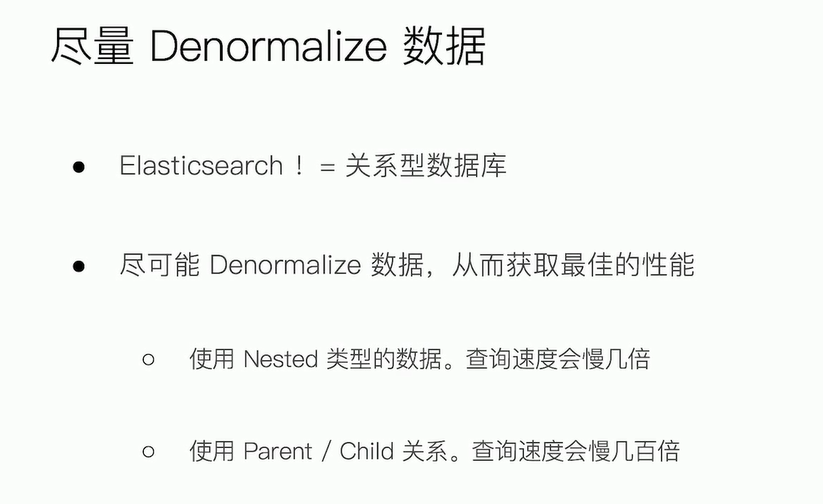 尽量 Denormalize 数据
● Elasticsearch ！= 关系型数据库
● 尽可能 Denormalize 数据，从而获取最佳的性能
○ 使用 Nested 类型的数据。查询速度会慢几倍
○ 使用 Parent / Child 关系。查询速度会慢几百倍